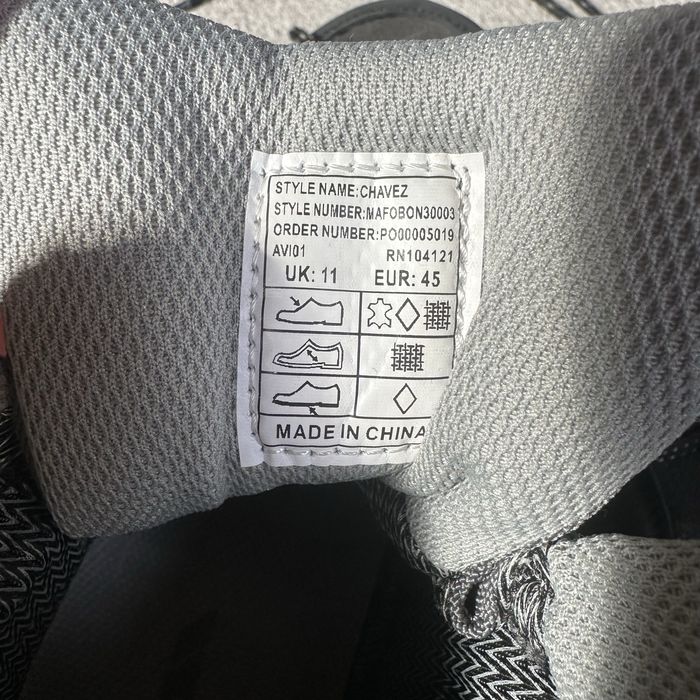 STYLE NAME:CHAVEZ
STYLE NUMBER:MAFOBON30003
ORDER NUMBER:PO00005019
AVI01 RN104121
UK: 11 EUR: 45
MADE IN CHINA